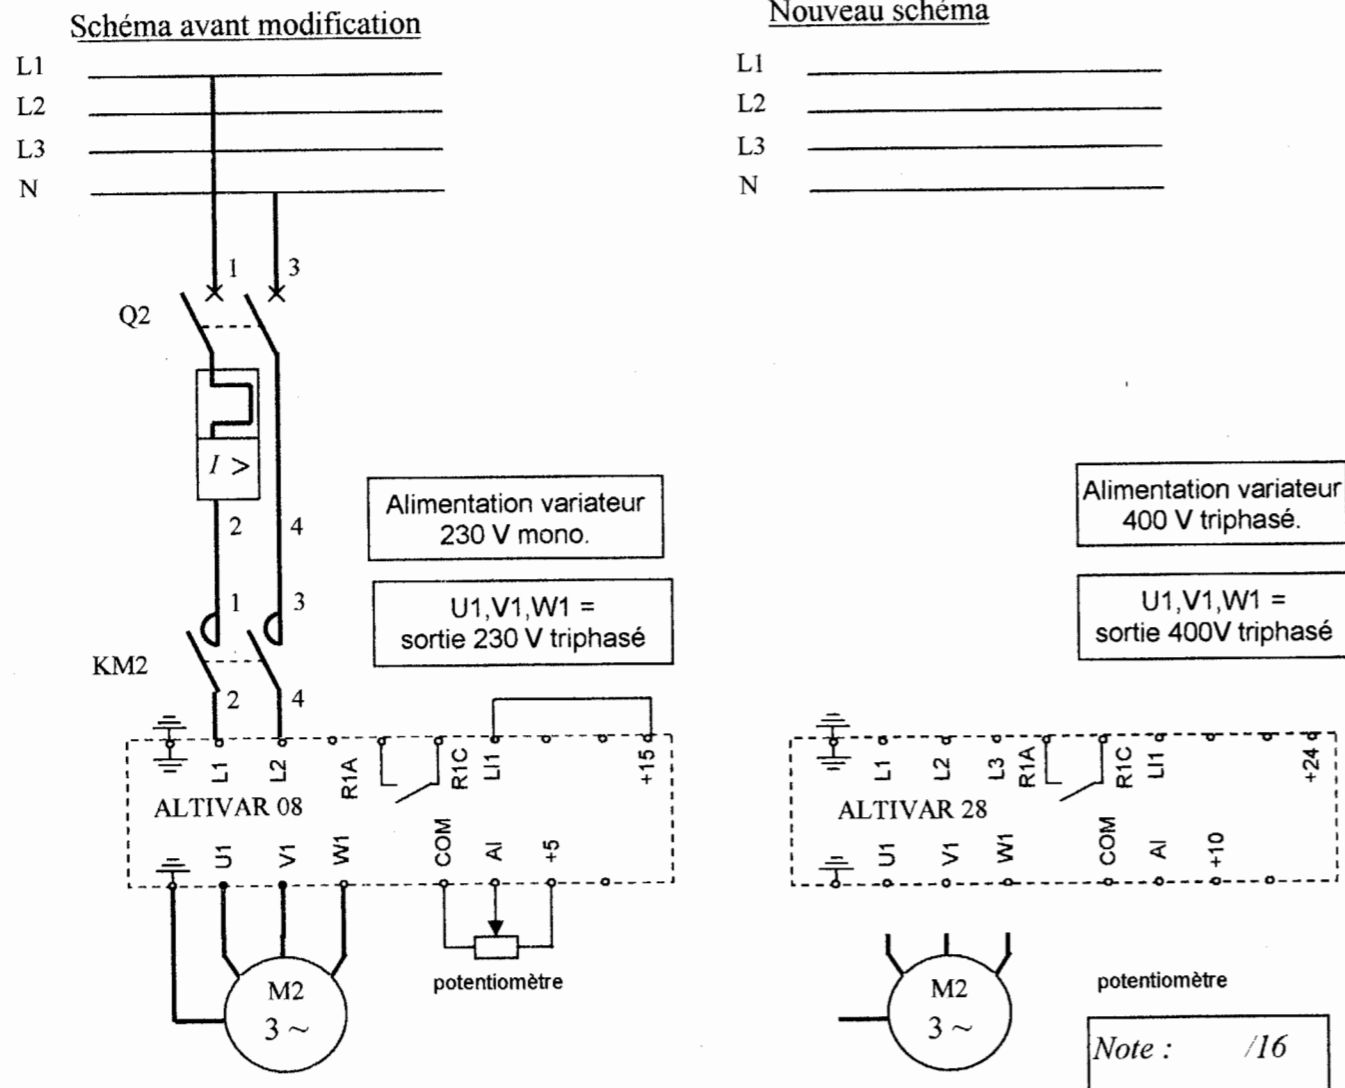 Schéma avant modification
L1
L2
L3
N
1
3
Q2
I >
2
4
Alimentation variateur
230 V mono.
U1,V1,W1 =
sortie 230 V triphasé
1
3
KM2
2
4
L1
L2
R1A
R1C
LI1
+15
ALTIVAR 08
U1
V1
W1
COM
AI
+5
M2
3 ~
potentiomètre
Nouveau schéma
L1
L2
L3
N
Alimentation variateur
400 V triphasé.
U1,V1,W1 =
sortie 400V triphasé
L1
L2
L3
R1A
R1C
LI1
+24
ALTIVAR 28
U1
V1
W1
COM
AI
+10
M2
3 ~
potentiomètre
Note : /16